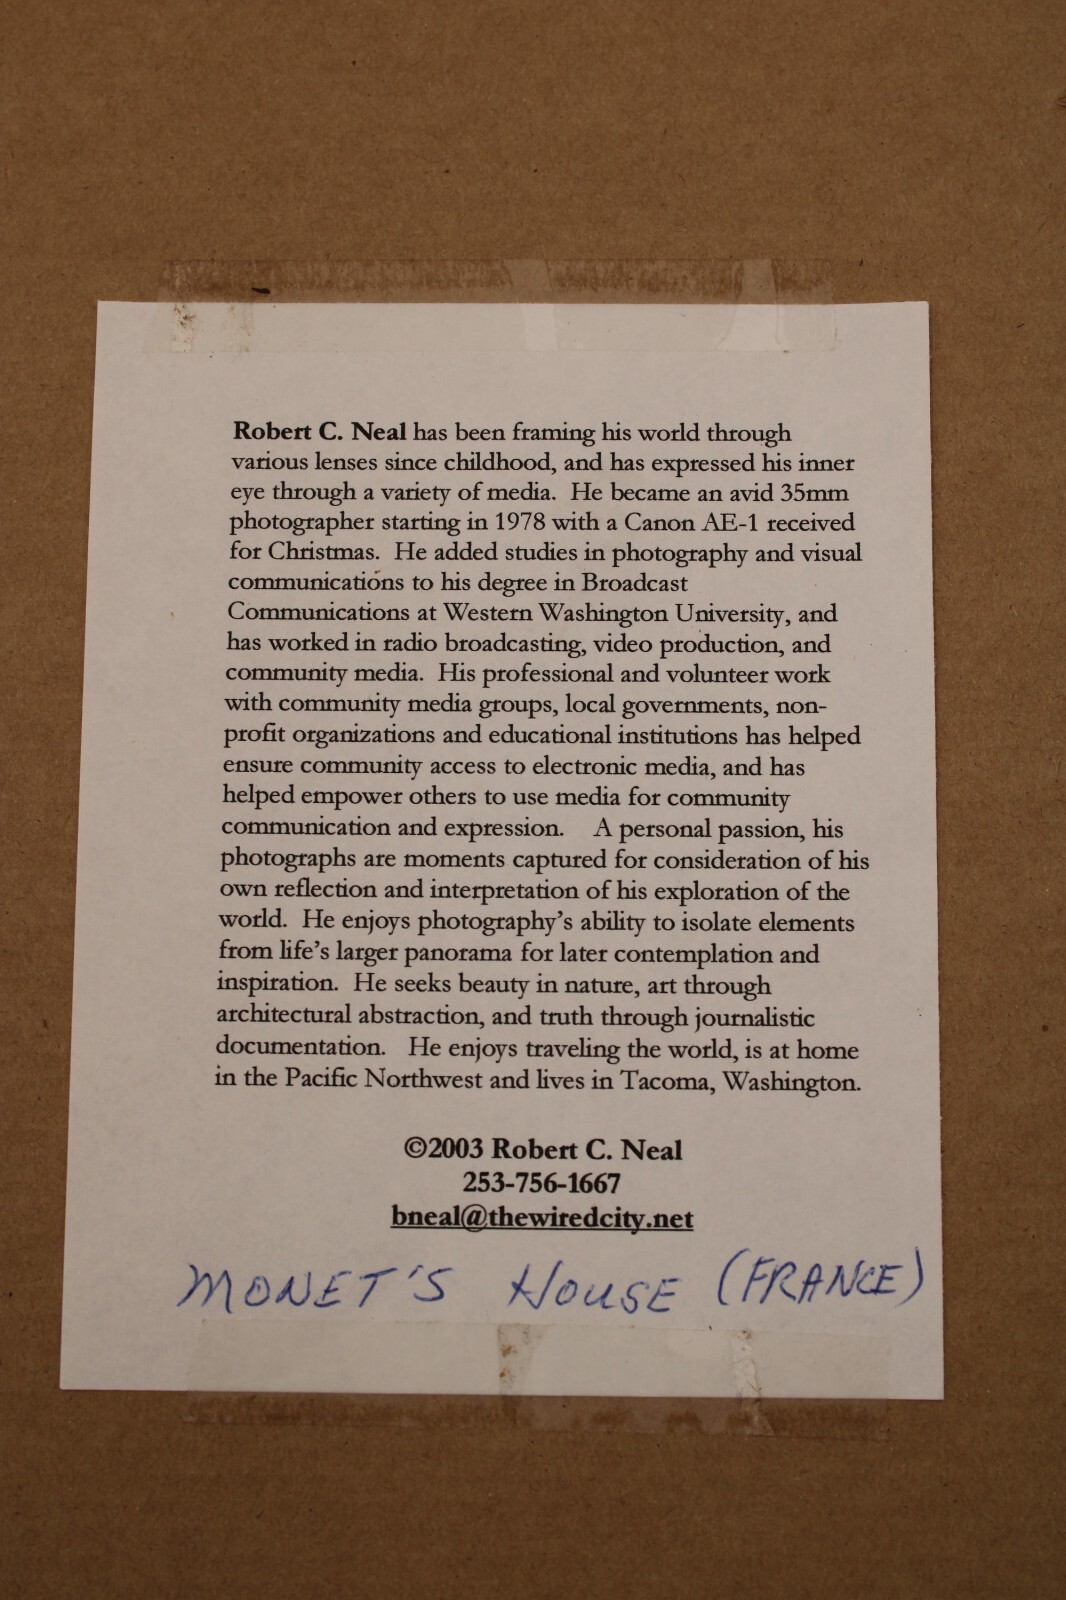 Robert C. Neal has been framing his world through
various lenses since childhood, and has expressed his inner
eye through a variety of media.  He became an avid 35mm
photographer starting in 1978 with a Canon AE-1 received
for Christmas.  He added studies in photography and visual
communications to his degree in Broadcast
Communications at Western Washington University, and
has worked in radio broadcasting, video production, and
community media.  His professional and volunteer work
with community media groups, local governments, non-
profit organizations and educational institutions has helped
ensure community access to electronic media, and has
helped empower others to use media for community
communication and expression.    A personal passion, his
photographs are moments captured for consideration of his
own reflection and interpretation of his exploration of the
world.  He enjoys photography's ability to isolate elements
from life's larger panorama for later contemplation and
inspiration.  He seeks beauty in nature, art through
architectural abstraction, and truth through journalistic
documentation.   He enjoys traveling the world, is at home
in the Pacific Northwest and lives in Tacoma, Washington.
©2003 Robert C. Neal
253-756-1667
bneal@thewiredcity.net
MONET'S HOUSE (FRANCE)